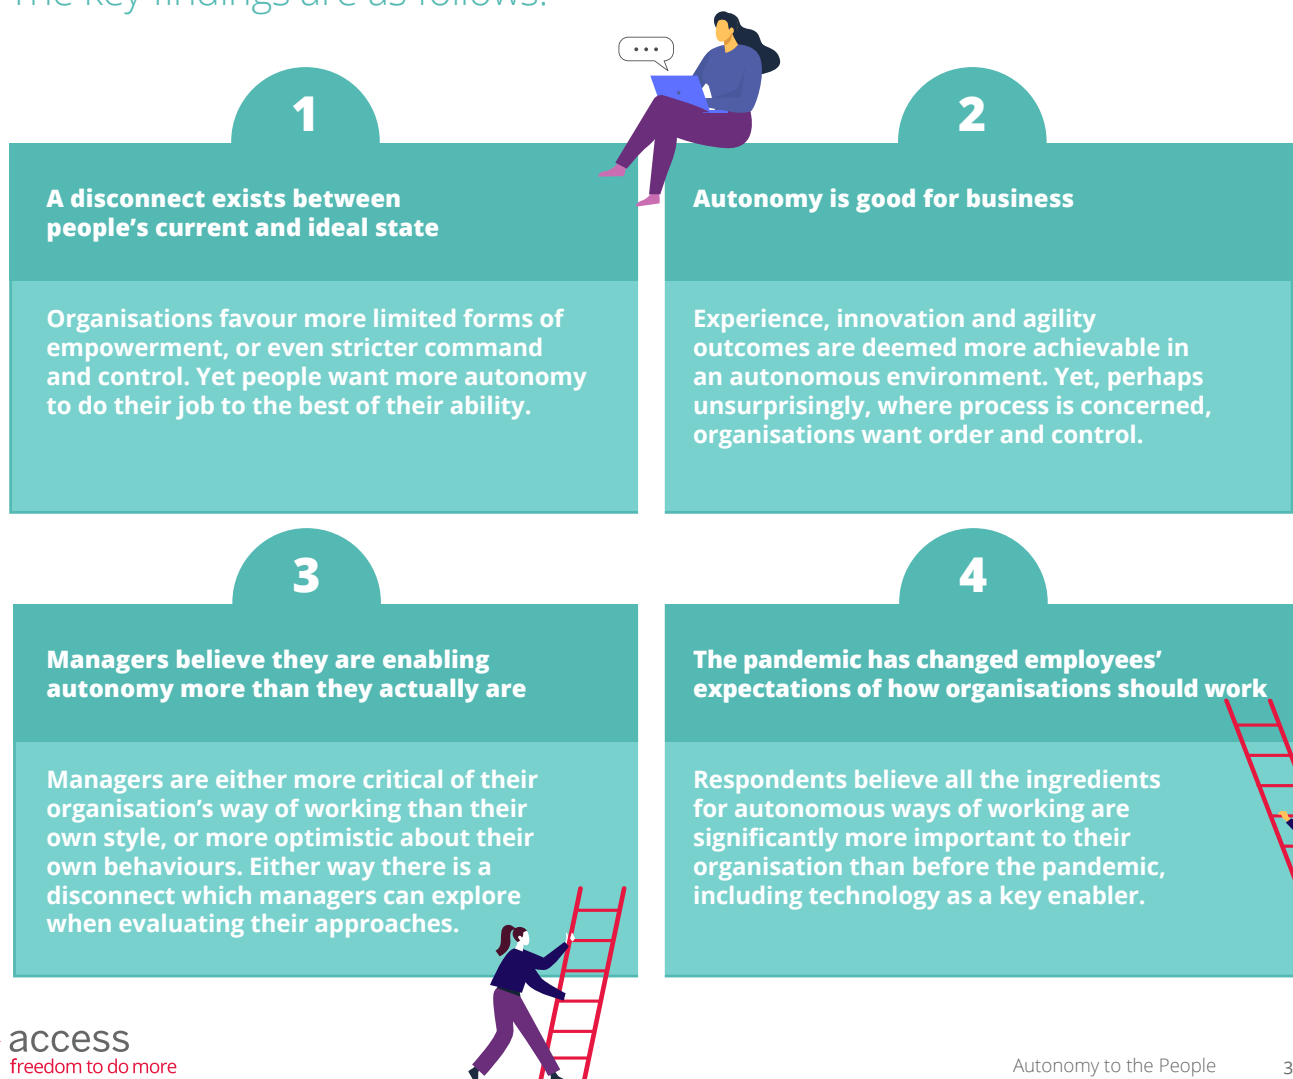 The key findings are as follows:
1
A disconnect exists between
people's current and ideal state
Organisations favour more limited forms of
empowerment, or even stricter command
and control. Yet people want more autonomy
to do their job to the best of their ability.
2
Autonomy is good for business
Experience, innovation and agility
outcomes are deemed more achievable in
an autonomous environment. Yet, perhaps
unsurprisingly, where process is concerned,
organisations want order and control.
3
Managers believe they are enabling
autonomy more than they actually are
Managers are either more critical of their
organisation's way of working than their
own style, or more optimistic about their
own behaviours. Either way there is a
disconnect which managers can explore
when evaluating their approaches.
4
The pandemic has changed employees'
expectations of how organisations should work
Respondents believe all the ingredients
for autonomous ways of working are
significantly more important to their
organisation than before the pandemic,
including technology as a key enabler.
access
freedom to do more
Autonomy to the People 3